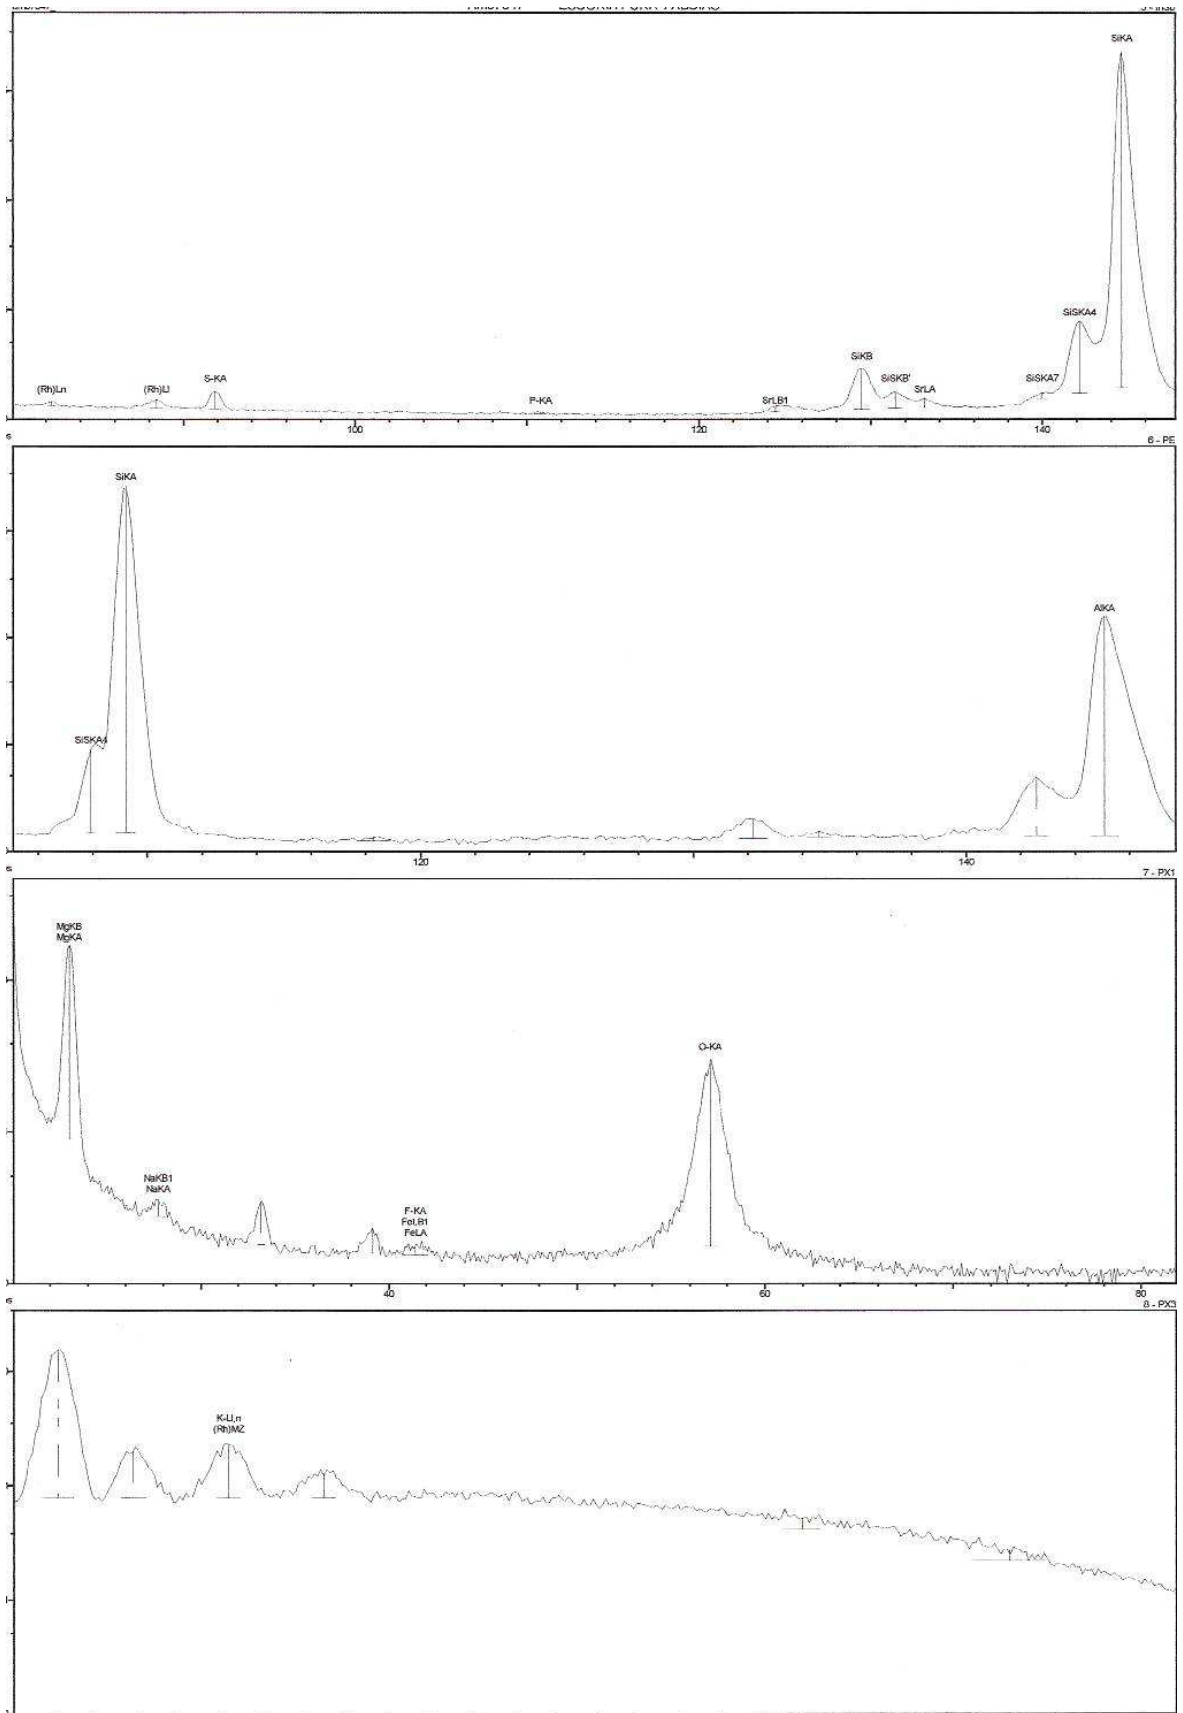 SiKA
SiSKA4
SiKB
SiSKB'
SrLA
SiSKA7
(Rh)Ln
(Rh)Ll
S-KA
P-KA
SrLB1
100
120
140
6 - PE
SiKA
SiSKA4
AlKA
120
140
7 - PX1
MgKB
MgKA
O-KA
NaKB1
NaKA
F-KA
FeLB1
FeLA
40
60
80
8 - PX3
K-Ll,n
(Rh)MZ